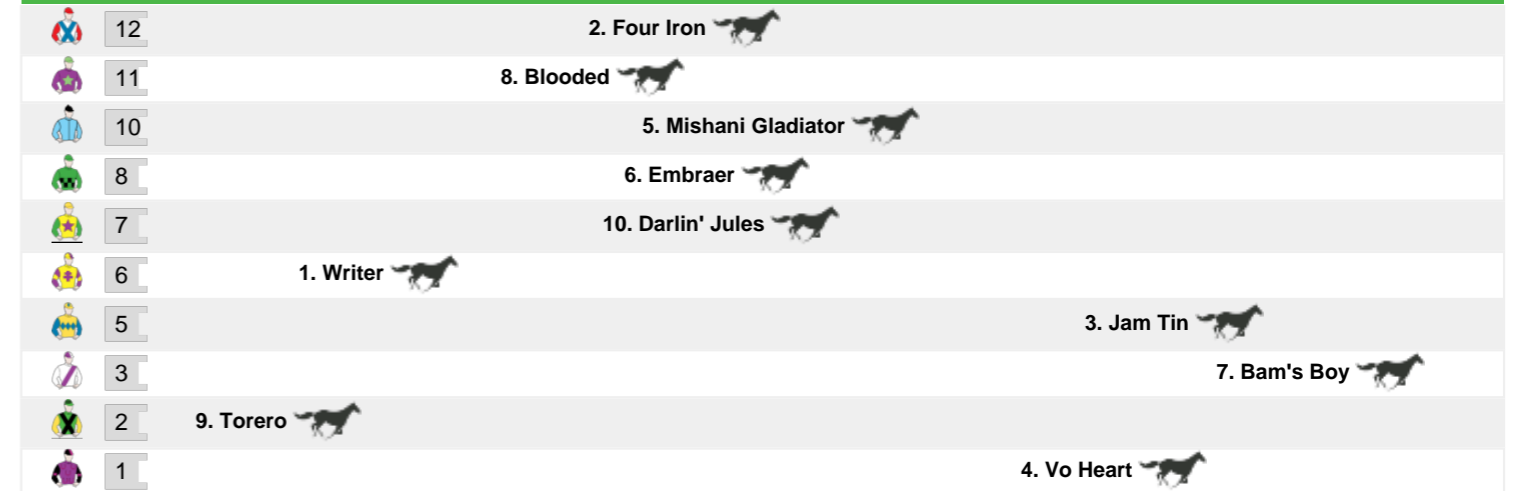 12 2. Four Iron
11 8. Blooded
10 5. Mishani Gladiator
8 6. Embraer
7 10. Darlin' Jules
6 1. Writer
5 3. Jam Tin
3 7. Bam's Boy
2 9. Torero
1 4. Vo Heart